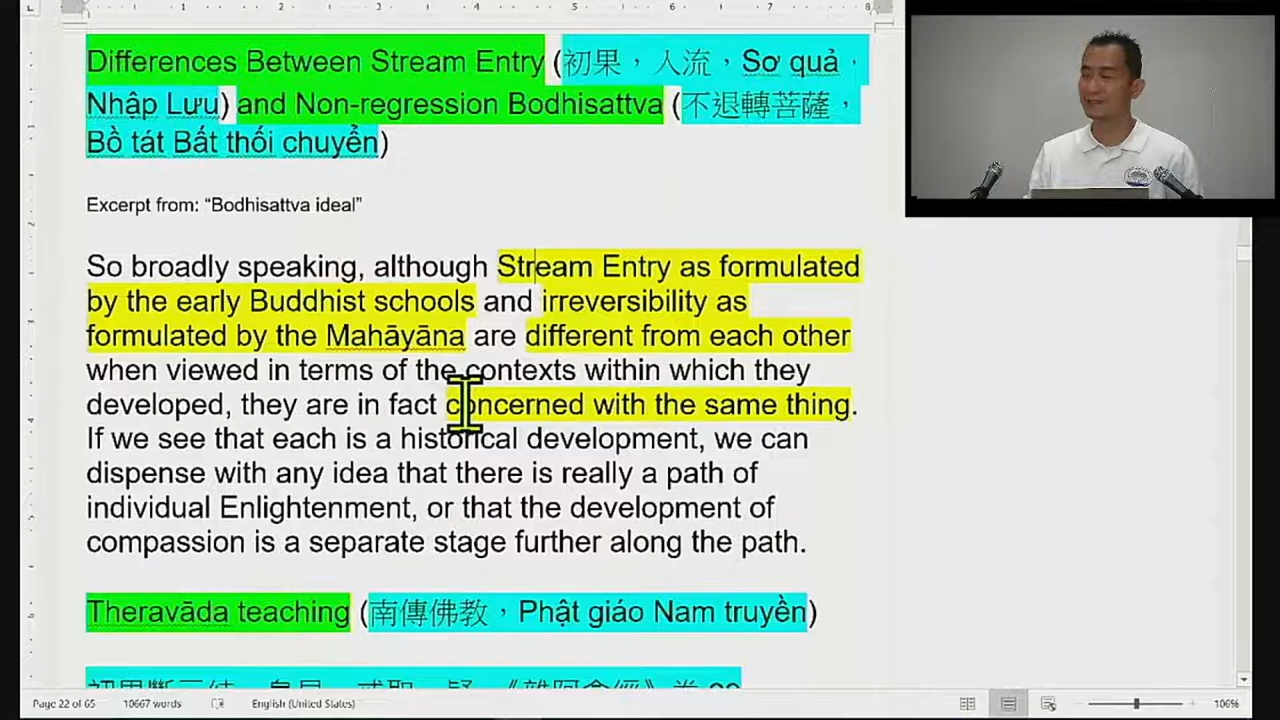 Differences Between Stream Entry (初果，入流，Sơ quả，
Nhập Lưu) and Non-regression Bodhisattva (不退轉菩薩，
Bồ tát Bất thối chuyển)
Excerpt from: “Bodhisattva ideal”
So broadly speaking, although Stream Entry as formulated
by the early Buddhist schools and irreversibility as
formulated by the Mahāyāna are different from each other
when viewed in terms of the contexts within which they
developed, they are in fact concerned with the same thing.
If we see that each is a historical development, we can
dispense with any idea that there is really a path of
individual Enlightenment, or that the development of
compassion is a separate stage further along the path.
Theravāda teaching (南傳佛教，Phật giáo Nam truyền)
Page 22 of 65 10667 words English (United States) 106%